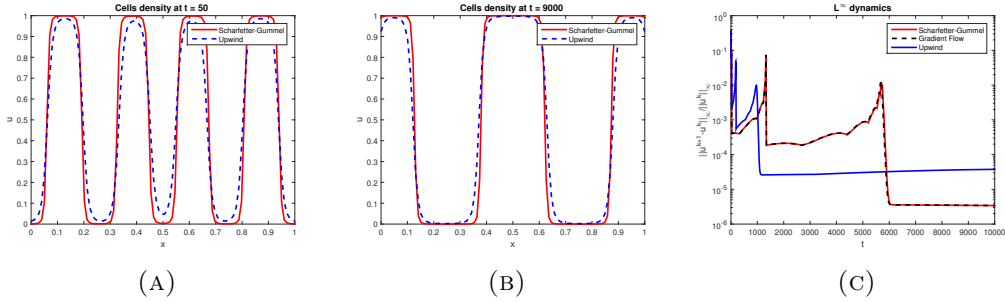 Cells density at t = 50
Scharfetter-Gummel
Upwind
1
0.9
0.8
0.7
0.6
0.5
0.4
0.3
0.2
0.1
0
u
0 0.1 0.2 0.3 0.4 0.5 0.6 0.7 0.8 0.9 1
x
(A)
Cells density at t = 9000
Scharfetter-Gummel
Upwind
1
0.9
0.8
0.7
0.6
0.5
0.4
0.3
0.2
0.1
0
u
0 0.1 0.2 0.3 0.4 0.5 0.6 0.7 0.8 0.9 1
x
(B)
L^∞ dynamics
Scharfetter-Gummel
Gradient Flow
Upwind
10^0
10^-1
10^-2
10^-3
10^-4
10^-5
10^-6
||u^{k+1}-u^k||_∞/||u^k||_∞
0 1000 2000 3000 4000 5000 6000 7000 8000 9000 10000
t
(C)